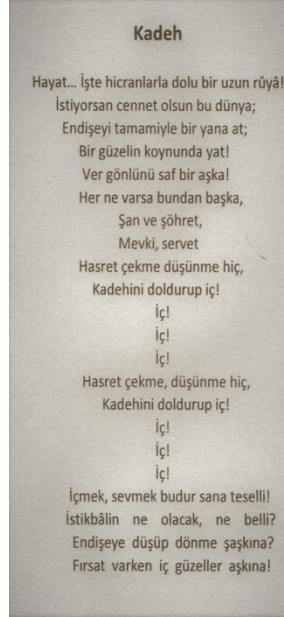 Kadeh
Hayat... İşte hicranlarla dolu bir uzun rûyâ!
İstiyorsan cennet olsun bu dünya;
Endişeyi tamamiyle bir yana at;
Bir güzelin koynunda yat!
Ver gönlünü saf bir aşka!
Her ne varsa bundan başka,
Şan ve şöhret,
Mevki, servet
Hasret çekme düşünme hiç,
Kadehini doldurup iç!
İç!
İç!
İç!
Hasret çekme, düşünme hiç,
Kadehini doldurup iç!
İç!
İç!
İç!
İçmek, sevmek budur sana teselli!
İstikbâlin ne olacak, ne belli?
Endişeye düşüp dönme şaşkına?
Fırsat varken iç güzeller aşkına!